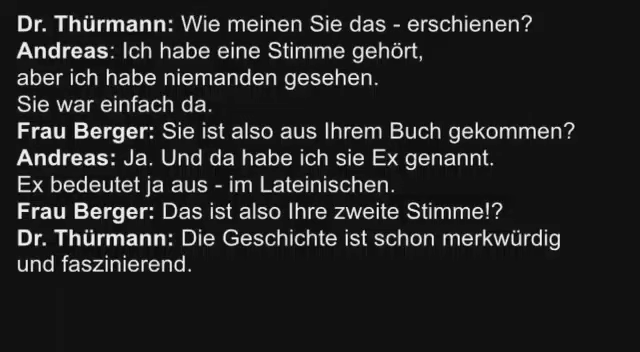 Dr. Thürmann: Wie meinen Sie das - erschienen?
Andreas: Ich habe eine Stimme gehört,
aber ich habe niemanden gesehen.
Sie war einfach da.
Frau Berger: Sie ist also aus Ihrem Buch gekommen?
Andreas: Ja. Und da habe ich sie Ex genannt.
Ex bedeutet ja aus - im Lateinischen.
Frau Berger: Das ist also Ihre zweite Stimme!?
Dr. Thürmann: Die Geschichte ist schon merkwürdig
und faszinierend.